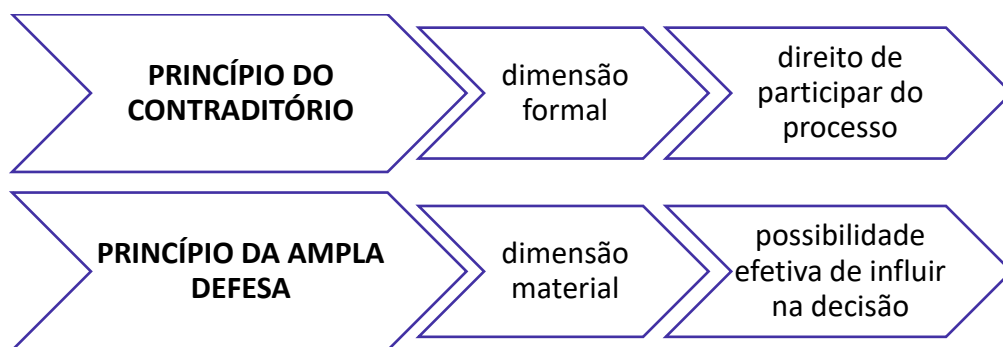 PRINCÍPIO DO
CONTRADITÓRIO
dimensão
formal
direito de
participar do
processo
PRINCÍPIO DA AMPLA
DEFESA
dimensão
material
possibilidade
efetiva de influir
na decisão